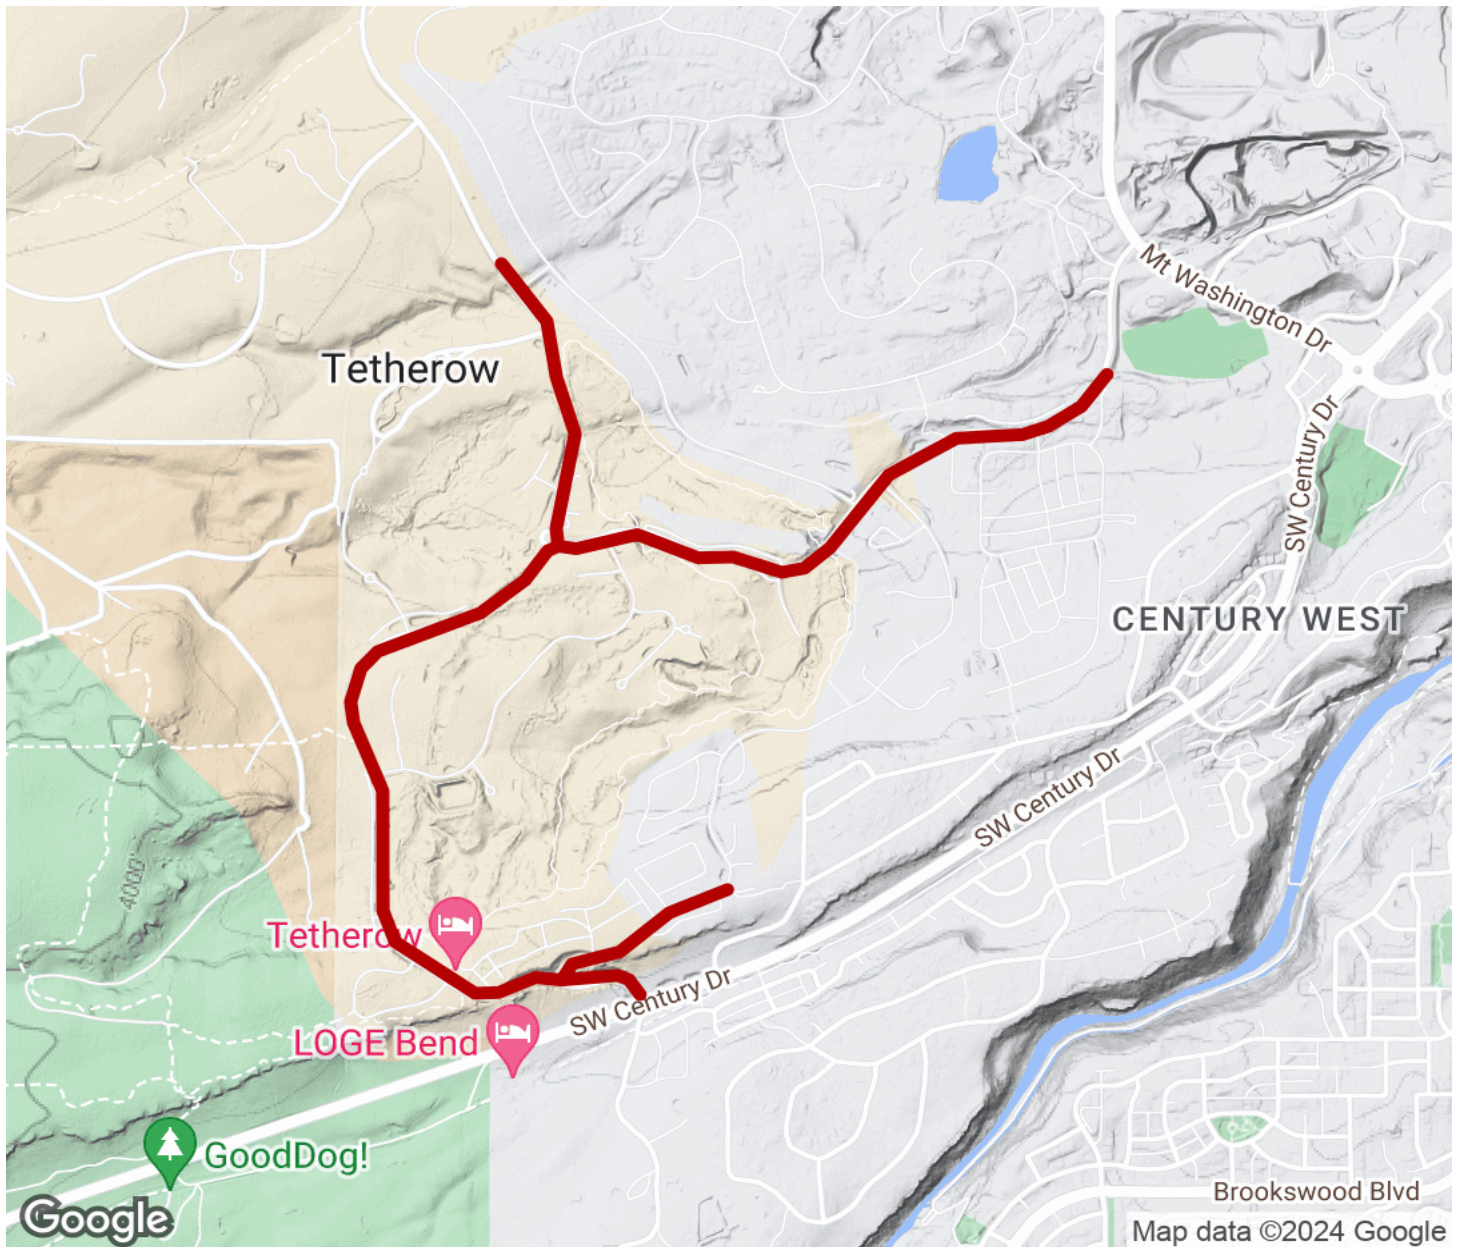 Mt Washington Dr
Tetherow
SW Century Dr
CENTURY WEST
SW Century Dr
4000'
Tetherow
SW Century Dr
LOGE Bend
GoodDog!
Brookswood Blvd
Google
Map data ©2024 Google